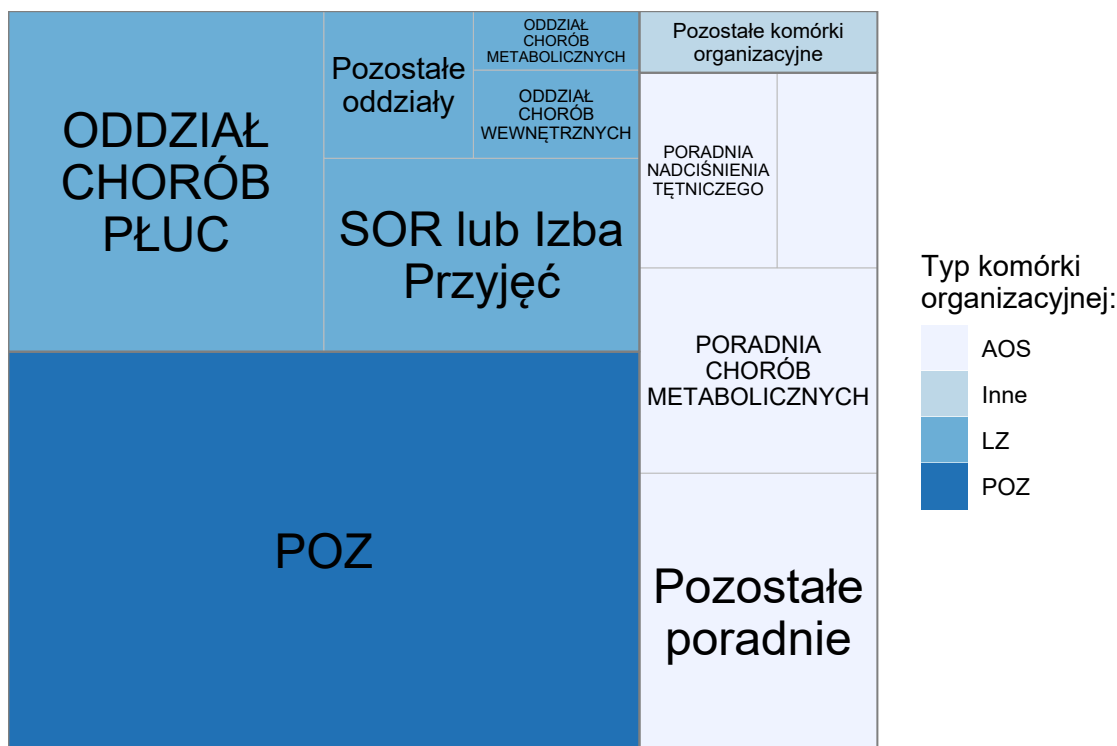 ODDZIAŁ
CHORÓB
PŁUC
Pozostałe
oddziały
ODDZIAŁ
CHORÓB
METABOLICZNYCH
ODDZIAŁ
CHORÓB
WEWNĘTRZNYCH
SOR lub Izba
Przyjęć
POZ
Pozostałe komórki
organizacyjne
PORADNIA
NADCIŚNIENIA
TĘTNICZEGO
PORADNIA
CHORÓB
METABOLICZNYCH
Pozostałe
poradnie
Typ komórki
organizacyjnej:
AOS
Inne
LZ
POZ